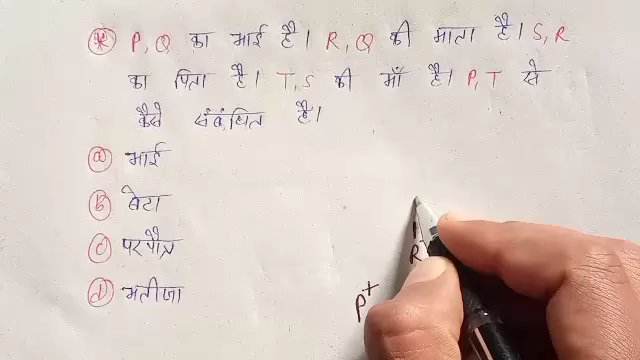 P, Q का भाई है। R, Q की माता है। S, R
का पिता है। T, S की माँ है। P, T से
कैसे संबंधित है।
(a) भाई
(b) बेटा
(c) परपौत्र
(d) भतीजा
R
P+